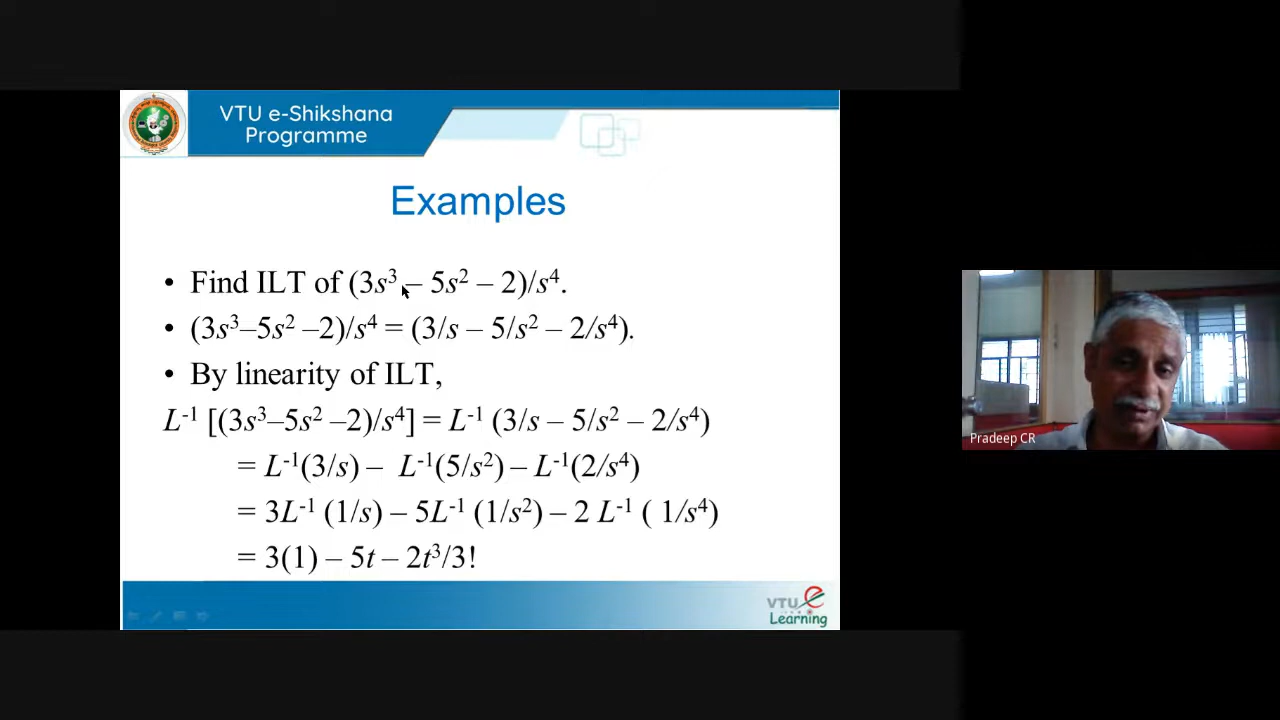 VTU e-Shikshana
Programme
Examples
• Find ILT of (3s³ – 5s² – 2)/s⁴.
• (3s³–5s² –2)/s⁴ = (3/s – 5/s² – 2/s⁴).
• By linearity of ILT,
L⁻¹ [(3s³–5s² –2)/s⁴] = L⁻¹ (3/s – 5/s² – 2/s⁴)
= L⁻¹(3/s) – L⁻¹(5/s²) – L⁻¹(2/s⁴)
= 3L⁻¹ (1/s) – 5L⁻¹ (1/s²) – 2 L⁻¹ ( 1/s⁴)
= 3(1) – 5t – 2t³/3!
VTU e
Learning
Pradeep CR